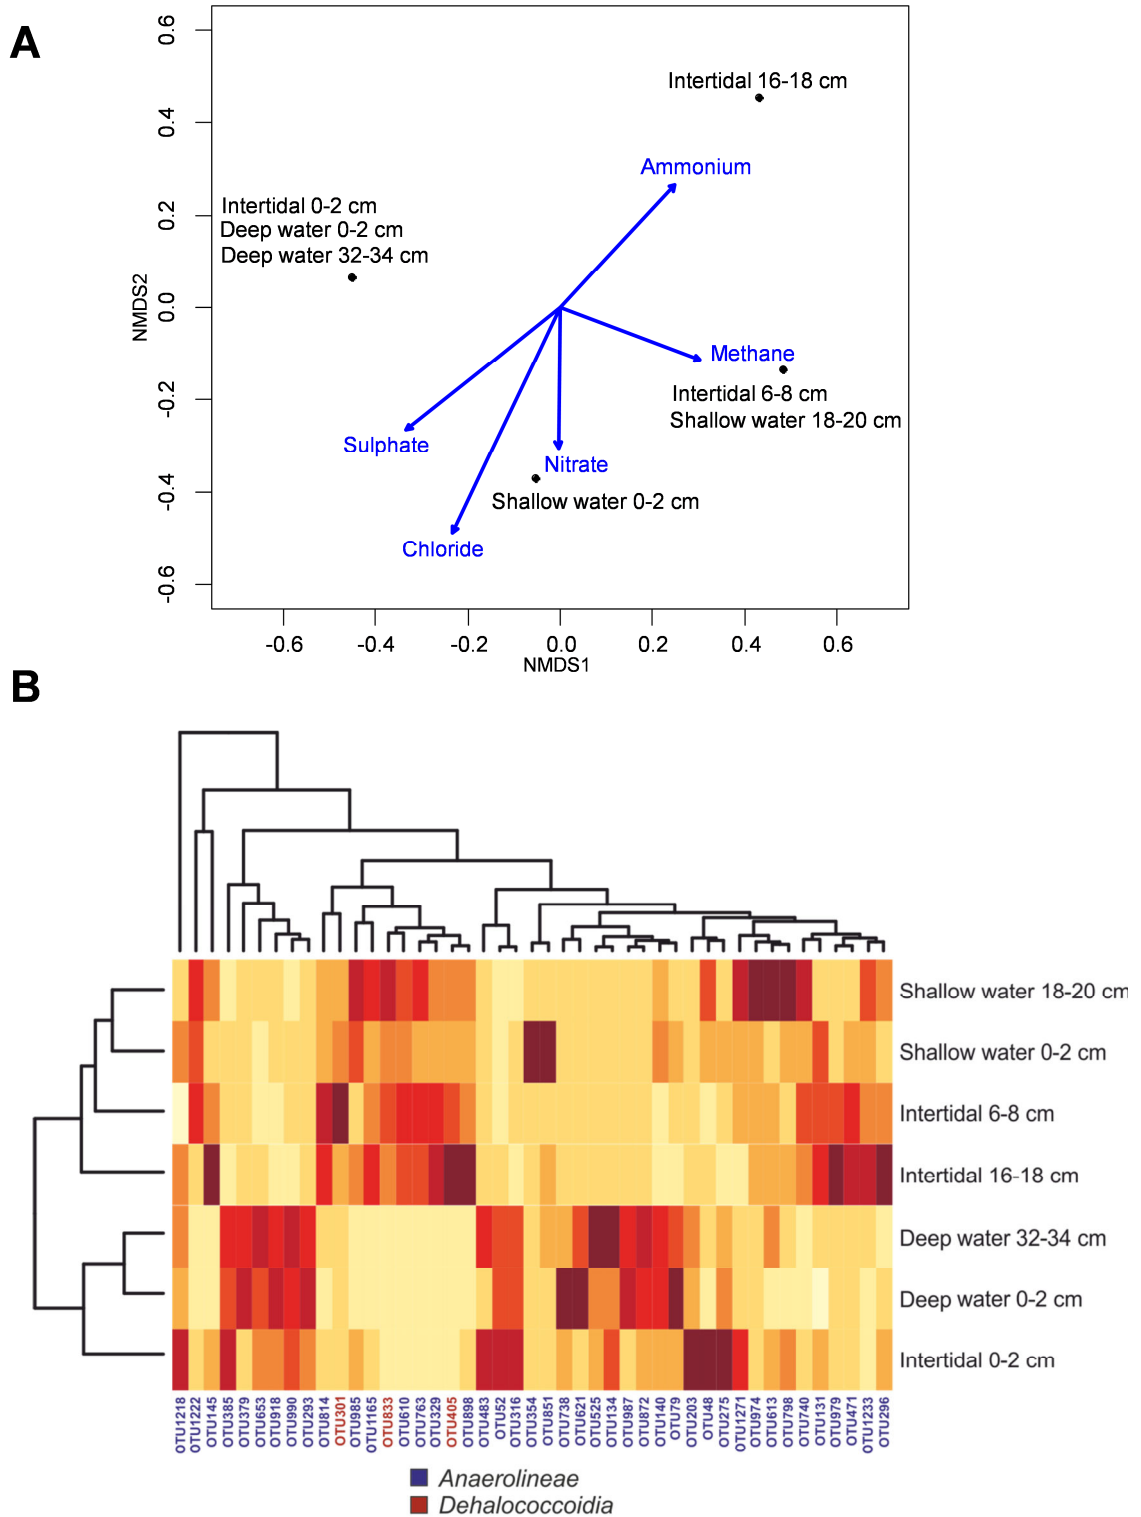 A
0.6
0.4
0.2
0.0
-0.2
-0.4
-0.6
NMDS2
Intertidal 16-18 cm
Ammonium
Intertidal 0-2 cm
Deep water 0-2 cm
Deep water 32-34 cm
Methane
Intertidal 6-8 cm
Shallow water 18-20 cm
Sulphate
Nitrate
Shallow water 0-2 cm
Chloride
-0.6 -0.4 -0.2 0.0 0.2 0.4 0.6
NMDS1
B
Shallow water 18-20 cm
Shallow water 0-2 cm
Intertidal 6-8 cm
Intertidal 16-18 cm
Deep water 32-34 cm
Deep water 0-2 cm
Intertidal 0-2 cm
OTU1218
OTU1222
OTU145
OTU385
OTU379
OTU653
OTU918
OTU990
OTU293
OTU814
OTU301
OTU985
OTU1165
OTU833
OTU610
OTU763
OTU329
OTU405
OTU898
OTU483
OTU52
OTU316
OTU354
OTU851
OTU738
OTU621
OTU525
OTU134
OTU987
OTU872
OTU140
OTU79
OTU203
OTU48
OTU275
OTU1271
OTU974
OTU613
OTU798
OTU740
OTU131
OTU979
OTU471
OTU1233
OTU296
Anaerolineae
Dehalococcoidia